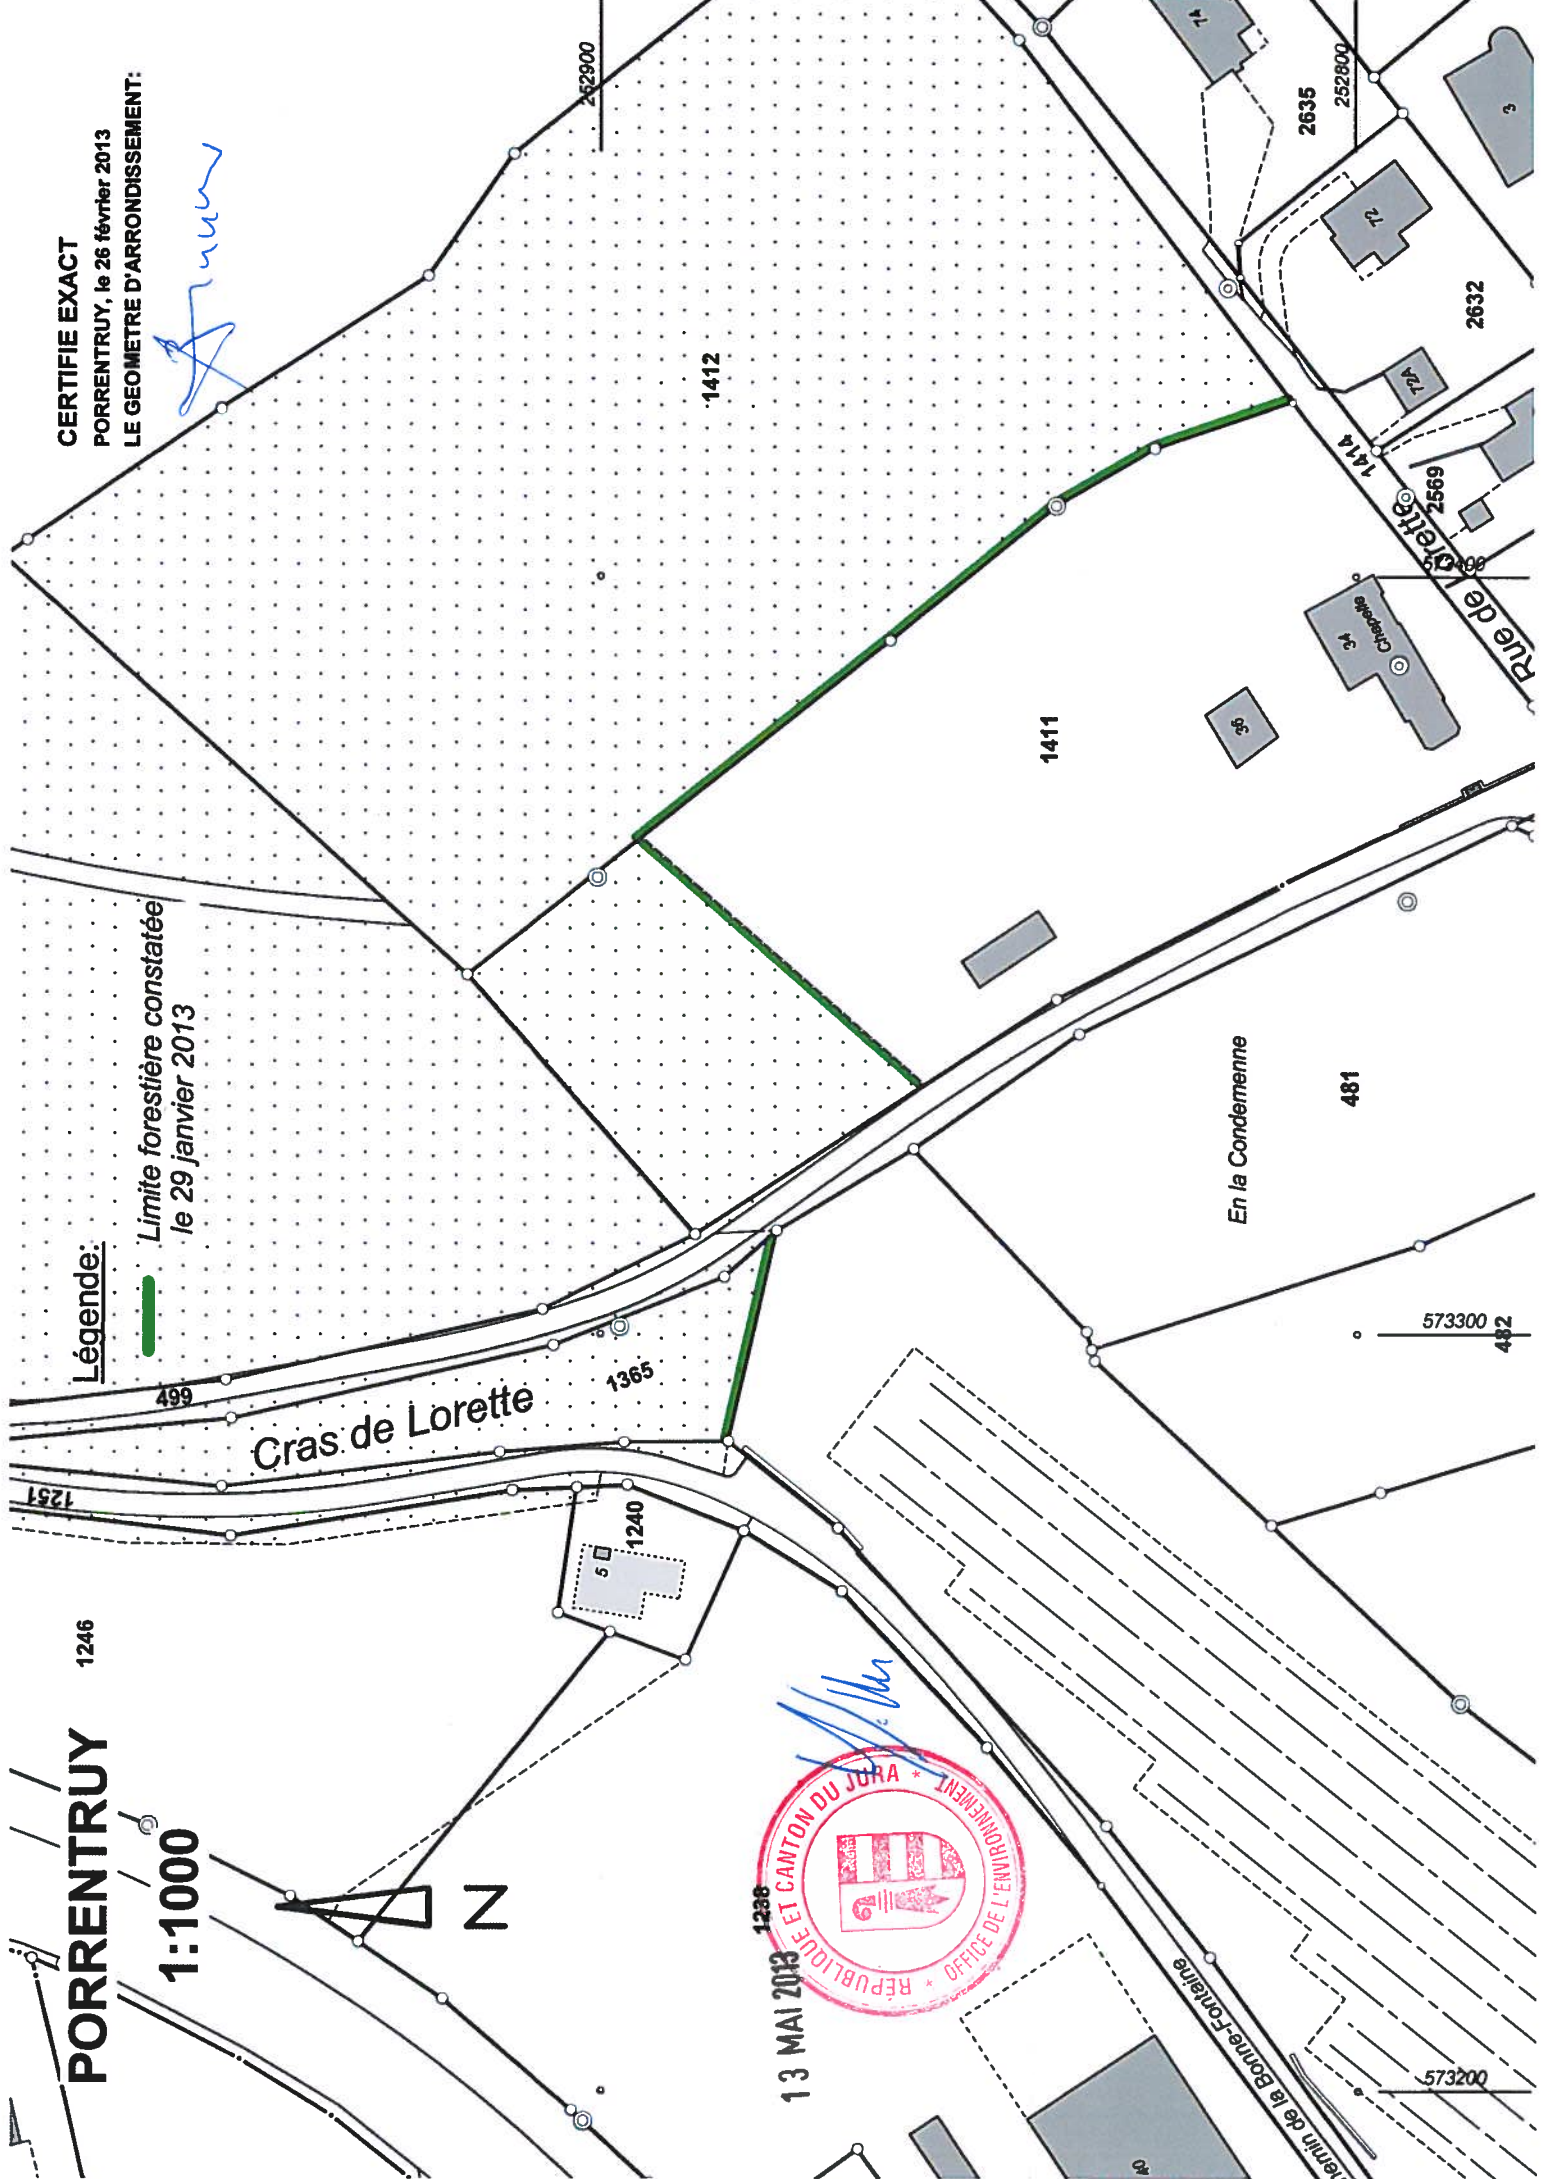 PORRENTRUY
1:1000
1246
Légende:
Limite forestière constatée
le 29 janvier 2013
CERTIFIE EXACT
PORRENTRUY, le 26 février 2013
LE GEOMETRE D'ARRONDISSEMENT:
N
1251
499
Cras de Lorette
1365
1240
5
1412
252900
1238
13 MAI 2013
RÉPUBLIQUE ET CANTON DU JURA
OFFICE DE L'ENVIRONNEMENT
1411
36
34
Chapelle
En la Condemenne
481
482
573300
573200
573400
Rue de Lorette
1414
2569
72A
2632
72
2635
252800
74
3
40
Chemin de la Bonne-Fontaine